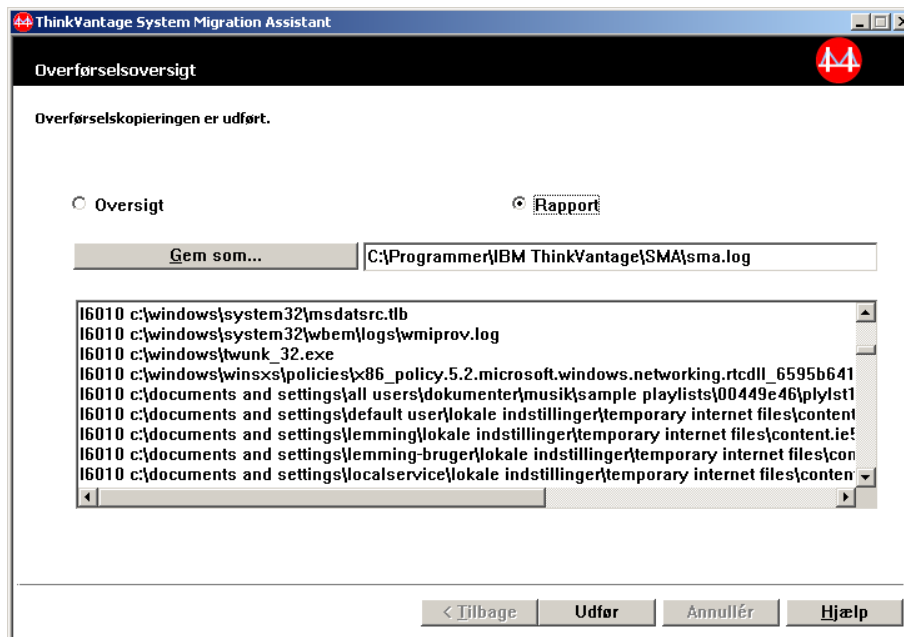 ThinkVantage System Migration Assistant
Overførselsoversigt
Overførselskopieringen er udført.
Oversigt
Rapport
Gem som...
C:\Programmer\IBM ThinkVantage\SMA\sma.log
I6010 c:\windows\system32\msdatsrc.tlb
I6010 c:\windows\system32\wbem\logs\wmiprov.log
I6010 c:\windows\twunk_32.exe
I6010 c:\windows\winsxs\policies\x86_policy.5.2.microsoft.windows.networking.rtcdll_6595b641
I6010 c:\documents and settings\all users\dokumenter\musik\sample playlists\00449e46\plylst1
I6010 c:\documents and settings\default user\lokale indstillinger\temporary internet files\content
I6010 c:\documents and settings\lemming\lokale indstillinger\temporary internet files\content.ie5
I6010 c:\documents and settings\lemming-bruger\lokale indstillinger\temporary internet files\con
I6010 c:\documents and settings\localservice\lokale indstillinger\temporary internet files\conten
< Tilbage
Udfør
Annullér
Hjælp